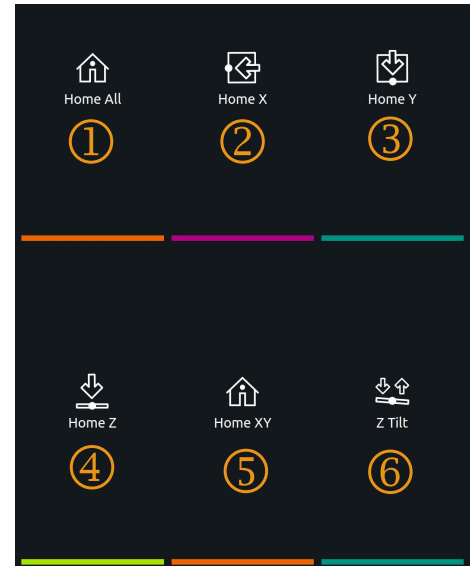 Home All
Home X
Home Y
①
②
③
Home Z
Home XY
Z Tilt
④
⑤
⑥